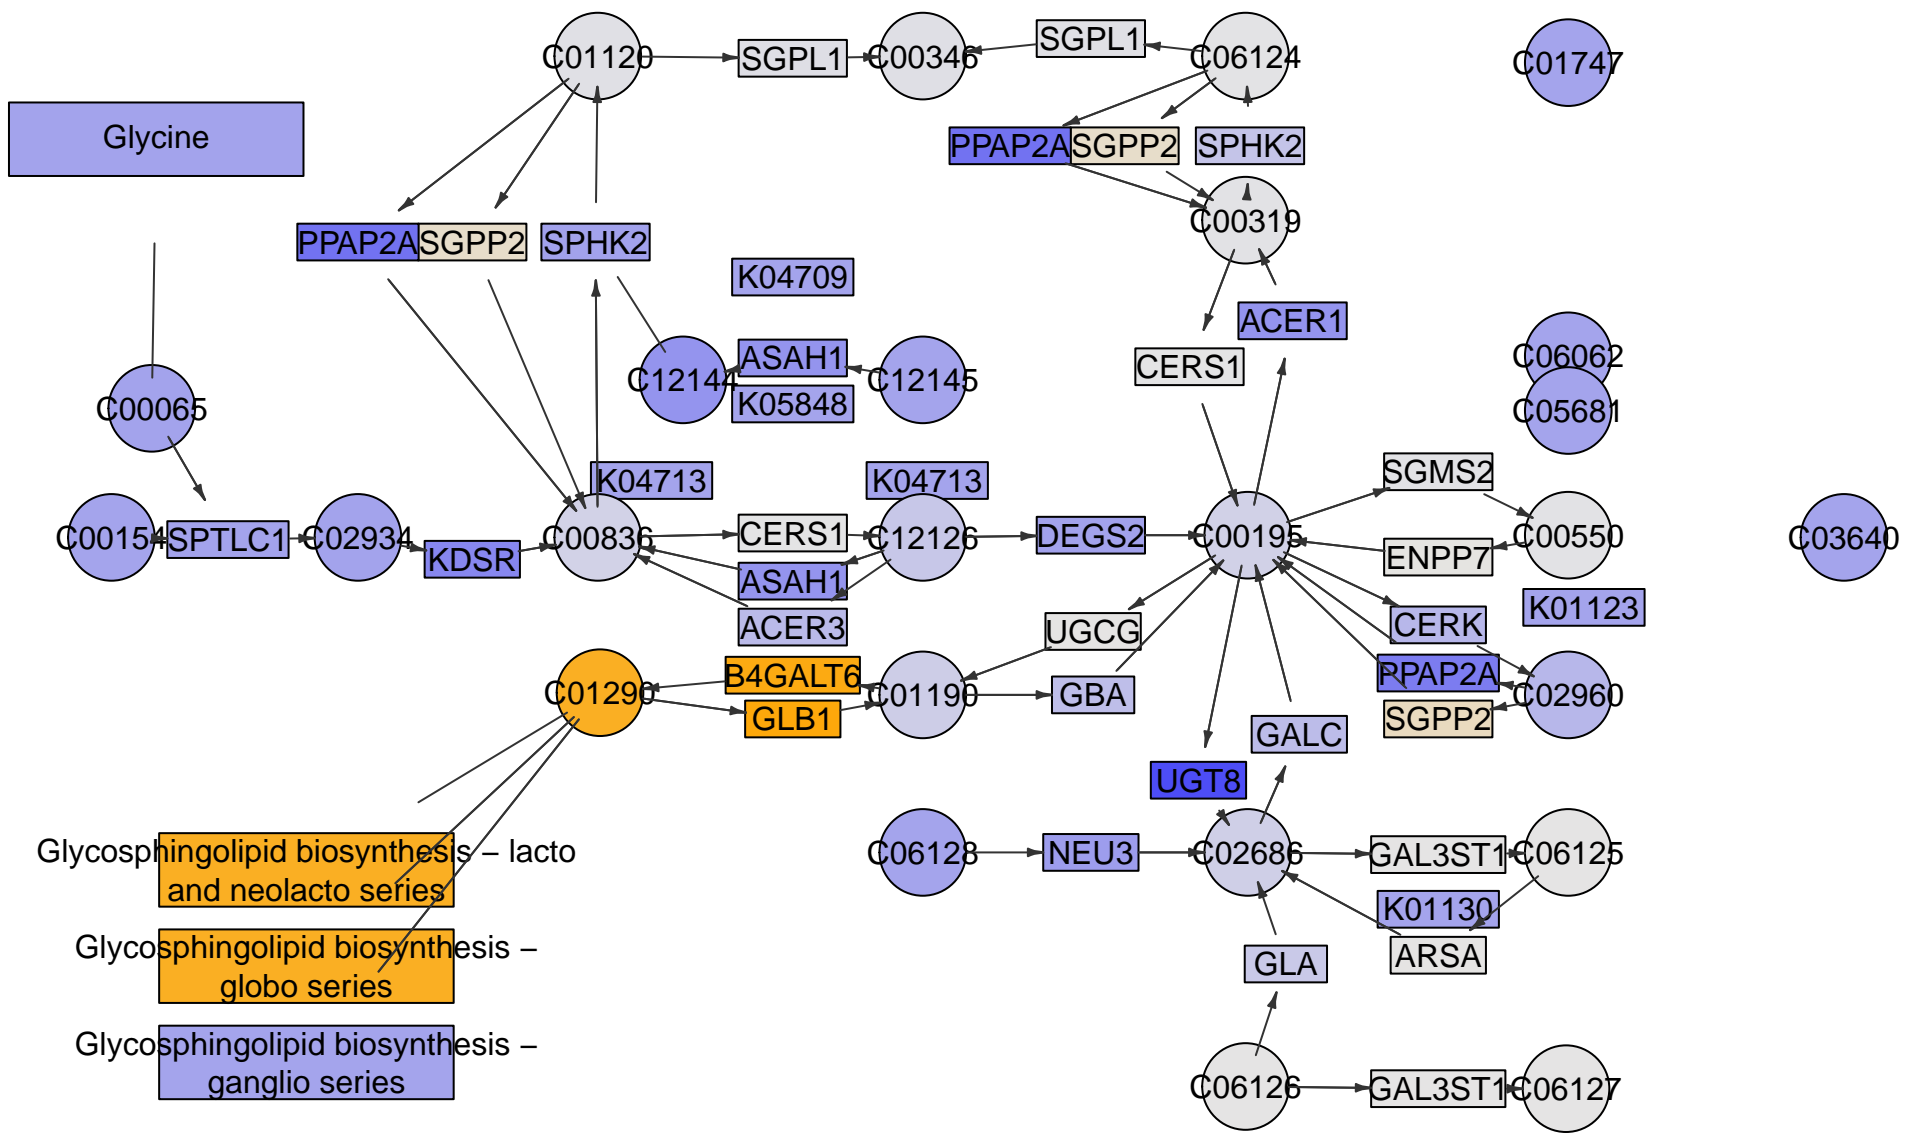 C01120
SGPL1
C00346
SGPL1
C06124
C01747
Glycine
PPAP2A
SGPP2
SPHK2
C00319
PPAP2A
SGPP2
SPHK2
K04709
ACER1
C06062
ASAH1
CERS1
C12144
C12145
K05848
C00065
C05681
K04713
K04713
SGMS2
C00154
SPTLC1
C02934
KDSR
C00836
CERS1
C12126
DEGS2
C00195
C00550
C03640
ENPP7
ASAH1
K01123
ACER3
UGCG
CERK
B4GALT6
PPAP2A
C01290
C01190
GBA
C02960
GLB1
SGPP2
GALC
UGT8
Glycosphingolipid biosynthesis – lacto
and neolacto series
C06128
NEU3
C02686
GAL3ST1
C06125
K01130
Glycosphingolipid biosynthesis –
globo series
GLA
ARSA
Glycosphingolipid biosynthesis –
ganglio series
C06126
GAL3ST1
C06127